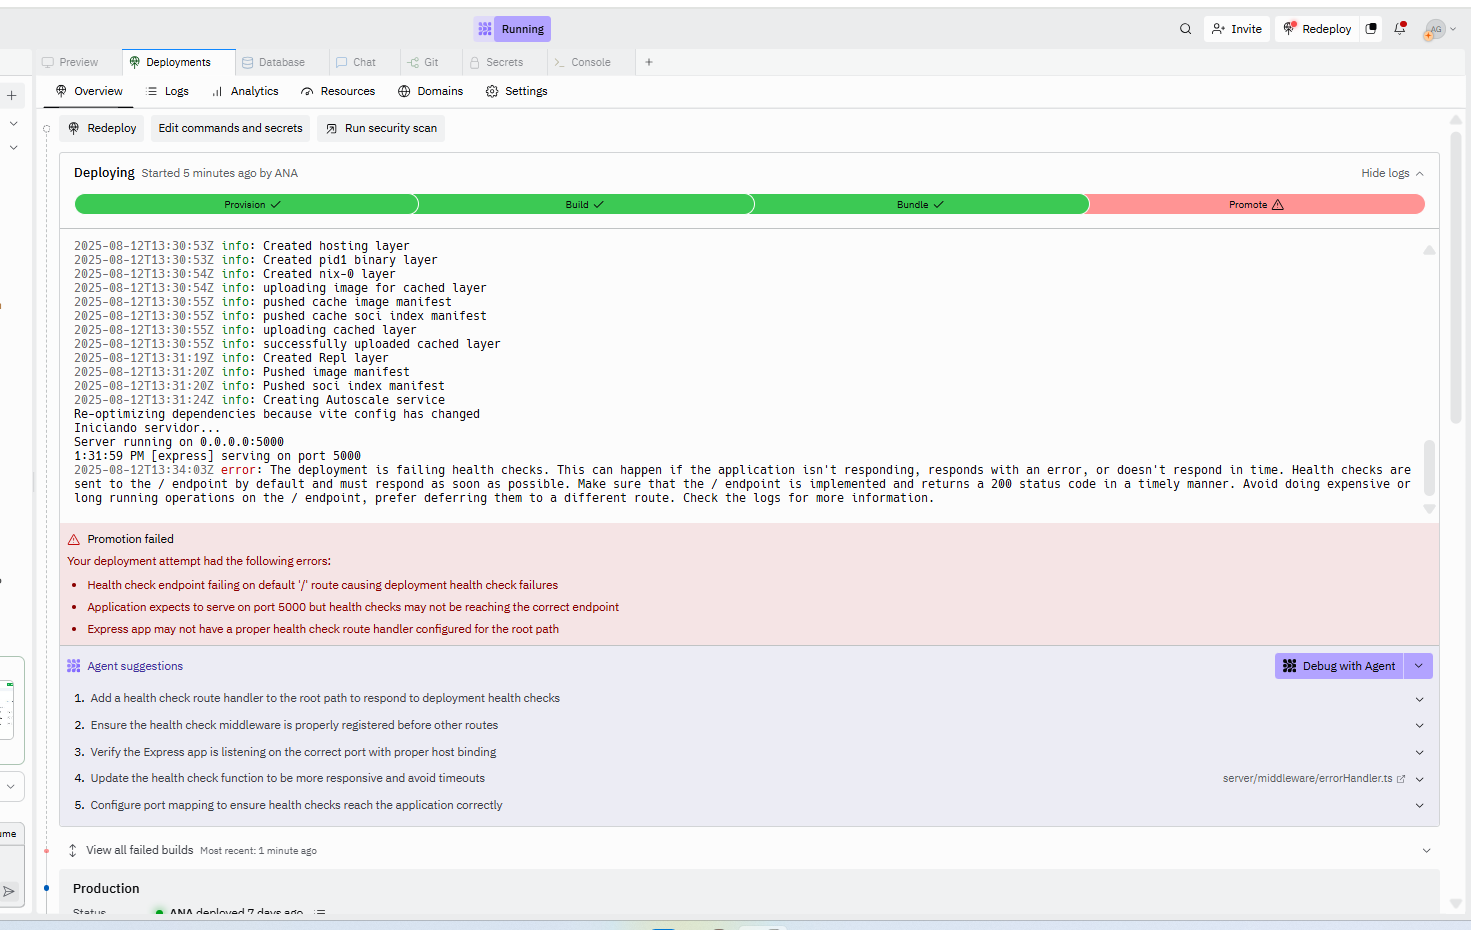 Running
Invite
Redeploy
AG
Preview
Deployments
Database
Chat
Git
Secrets
Console
Overview
Logs
Analytics
Resources
Domains
Settings
Redeploy
Edit commands and secrets
Run security scan
Deploying Started 5 minutes ago by ANA
Hide logs
Provision
Build
Bundle
Promote
2025-08-12T13:30:53Z info: Created hosting layer
2025-08-12T13:30:53Z info: Created pid1 binary layer
2025-08-12T13:30:54Z info: Created nix-0 layer
2025-08-12T13:30:54Z info: uploading image for cached layer
2025-08-12T13:30:55Z info: pushed cache image manifest
2025-08-12T13:30:55Z info: pushed cache soci index manifest
2025-08-12T13:30:55Z info: uploading cached layer
2025-08-12T13:30:55Z info: successfully uploaded cached layer
2025-08-12T13:31:19Z info: Created Repl layer
2025-08-12T13:31:20Z info: Pushed image manifest
2025-08-12T13:31:20Z info: Pushed soci index manifest
2025-08-12T13:31:24Z info: Creating Autoscale service
Re-optimizing dependencies because vite config has changed
Iniciando servidor...
Server running on 0.0.0.0:5000
1:31:59 PM [express] serving on port 5000
2025-08-12T13:34:03Z error: The deployment is failing health checks. This can happen if the application isn't responding, responds with an error, or doesn't respond in time. Health checks are
sent to the / endpoint by default and must respond as soon as possible. Make sure that the / endpoint is implemented and returns a 200 status code in a timely manner. Avoid doing expensive or
long running operations on the / endpoint, prefer deferring them to a different route. Check the logs for more information.
Promotion failed
Your deployment attempt had the following errors:
• Health check endpoint failing on default '/' route causing deployment health check failures
• Application expects to serve on port 5000 but health checks may not be reaching the correct endpoint
• Express app may not have a proper health check route handler configured for the root path
Agent suggestions
Debug with Agent
1. Add a health check route handler to the root path to respond to deployment health checks
2. Ensure the health check middleware is properly registered before other routes
3. Verify the Express app is listening on the correct port with proper host binding
4. Update the health check function to be more responsive and avoid timeouts
server/middleware/errorHandler.ts
5. Configure port mapping to ensure health checks reach the application correctly
ume
View all failed builds Most recent: 1 minute ago
Production
Status
ANA deployed 7 days ago